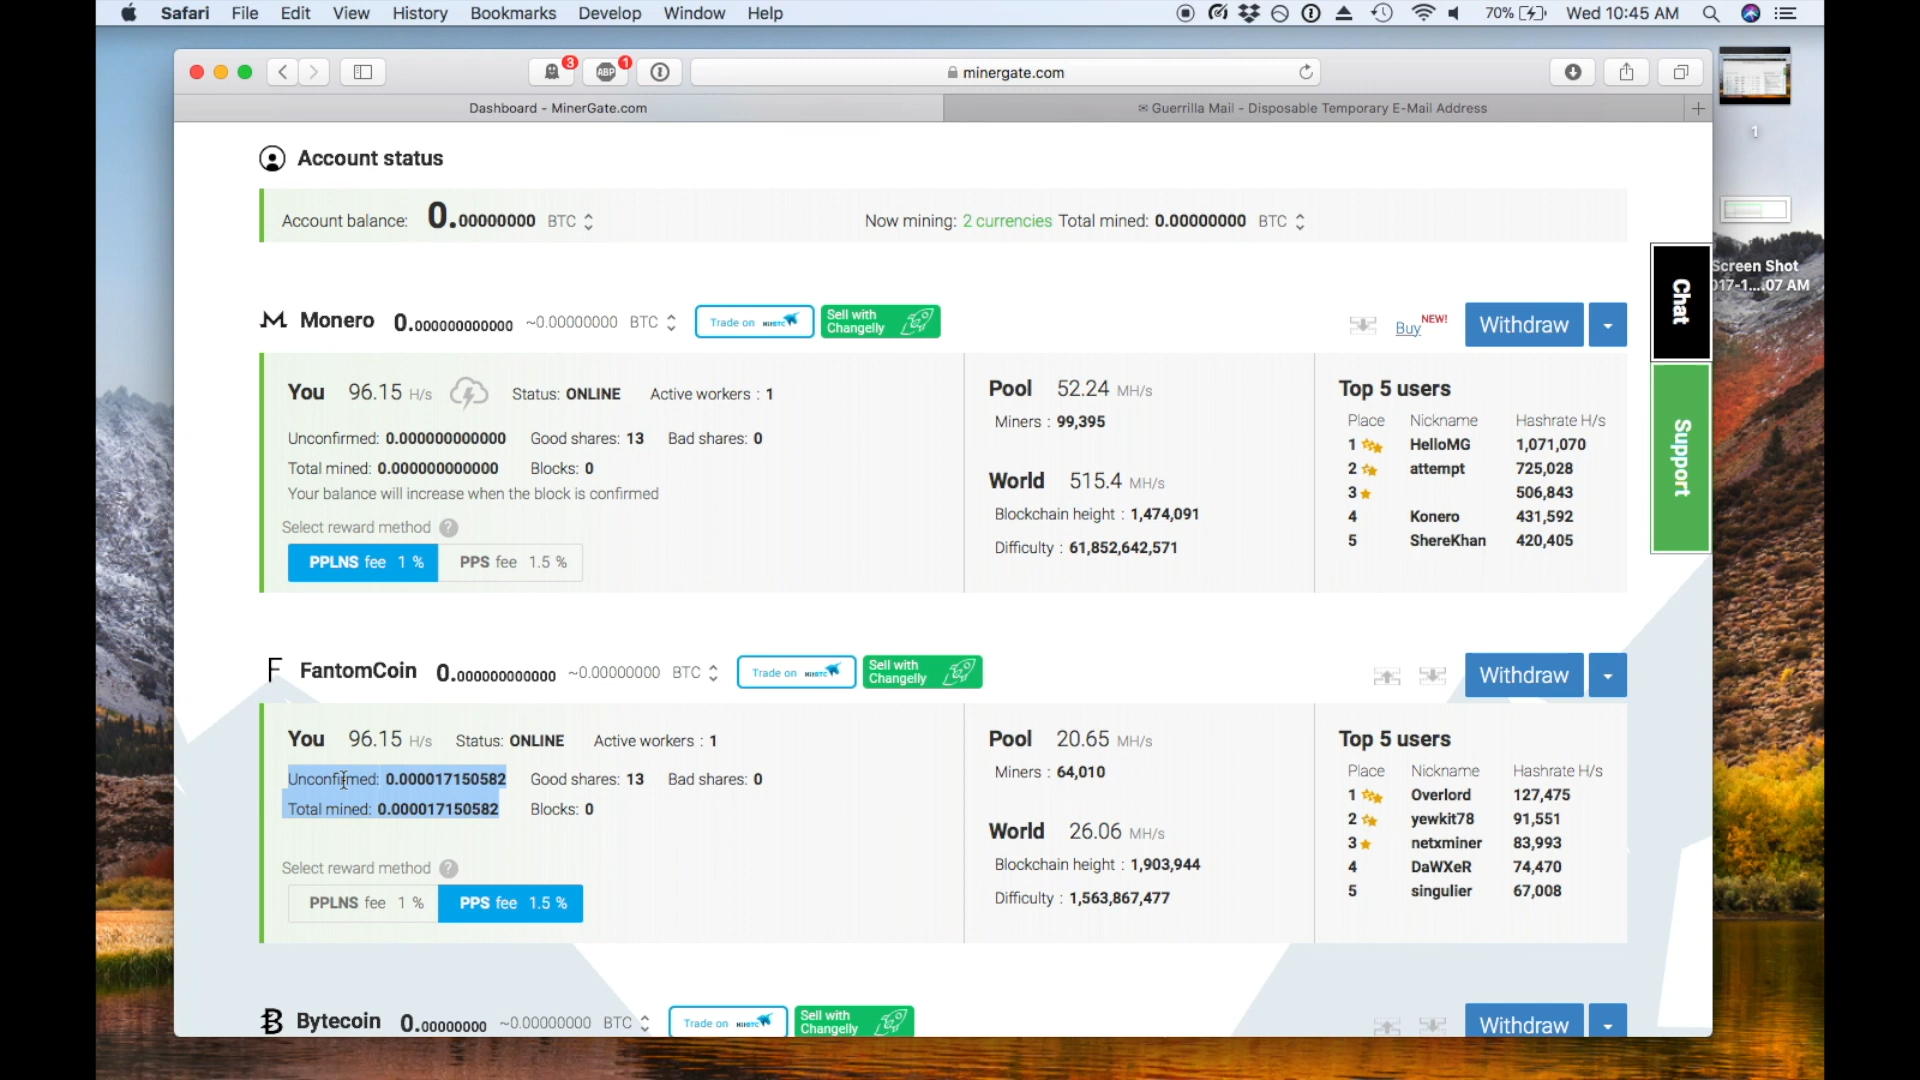 Safari File Edit View History Bookmarks Develop Window Help 70% Wed 10:45 AM
3 ABP 1 minergate.com
Dashboard - MinerGate.com Guerrilla Mail - Disposable Temporary E-Mail Address
1
Screen Shot
017-1....07 AM
Account status
Account balance: 0.00000000 BTC Now mining: 2 currencies Total mined: 0.00000000 BTC
Monero 0.000000000000 ~0.00000000 BTC Trade on HitBTC Sell with Changelly Buy NEW! Withdraw
You 96.15 H/s Status: ONLINE Active workers : 1
Unconfirmed: 0.000000000000 Good shares: 13 Bad shares: 0
Total mined: 0.000000000000 Blocks: 0
Your balance will increase when the block is confirmed
Select reward method ?
PPLNS fee 1 % PPS fee 1.5 %
Pool 52.24 MH/s
Miners : 99,395
World 515.4 MH/s
Blockchain height : 1,474,091
Difficulty : 61,852,642,571
Top 5 users
Place Nickname Hashrate H/s
1 HelloMG 1,071,070
2 attempt 725,028
3 506,843
4 Konero 431,592
5 ShereKhan 420,405
Chat
Support
FantomCoin 0.000000000000 ~0.00000000 BTC Trade on HitBTC Sell with Changelly Withdraw
You 96.15 H/s Status: ONLINE Active workers : 1
Unconfirmed: 0.000017150582 Good shares: 13 Bad shares: 0
Total mined: 0.000017150582 Blocks: 0
Select reward method ?
PPLNS fee 1 % PPS fee 1.5 %
Pool 20.65 MH/s
Miners : 64,010
World 26.06 MH/s
Blockchain height : 1,903,944
Difficulty : 1,563,867,477
Top 5 users
Place Nickname Hashrate H/s
1 Overlord 127,475
2 yewkit78 91,551
3 netxminer 83,993
4 DaWXeR 74,470
5 singulier 67,008
Bytecoin 0.00000000 ~0.00000000 BTC Trade on HitBTC Sell with Changelly Withdraw